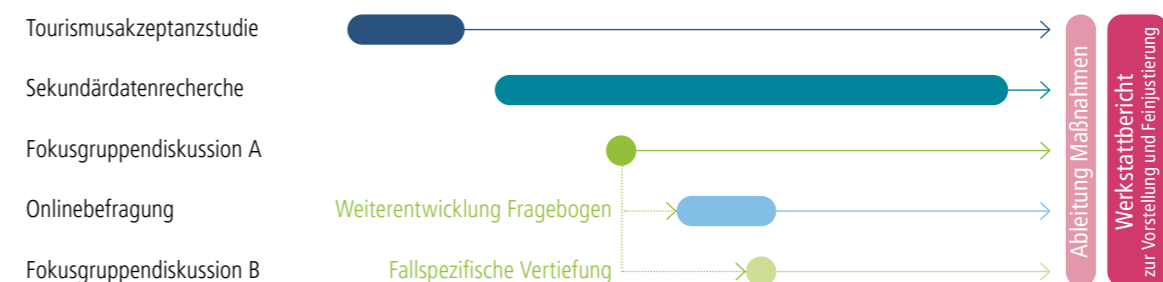 Tourismusakzeptanzstudie
Sekundärdatenrecherche
Fokusgruppendiskussion A
Onlinebefragung
Weiterentwicklung Fragebogen
Fokusgruppendiskussion B
Fallspezifische Vertiefung
Ableitung Maßnahmen
Werkstattbericht
zur Vorstellung und Feinjustierung